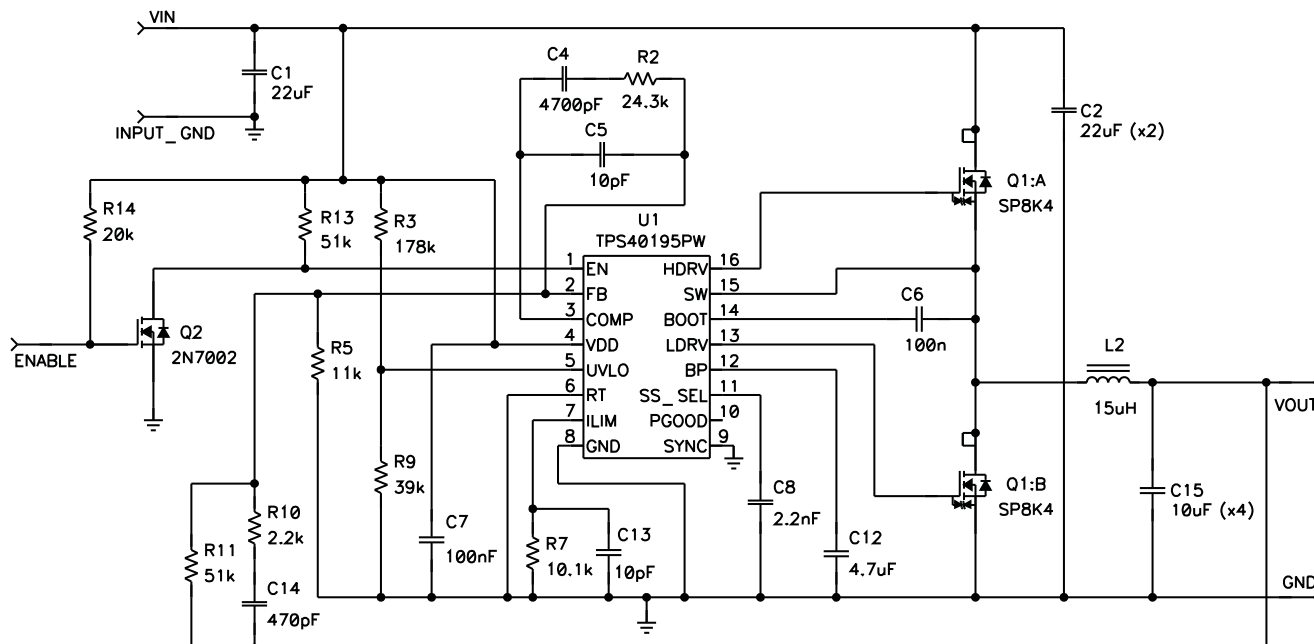 VIN
C1
22uF
INPUT_GND
C4
4700pF
R2
24.3k
C5
10pF
C2
22uF (x2)
R14
20k
R13
51k
R3
178k
Q1:A
SP8K4
U1
TPS40195PW
1 EN
2 FB
3 COMP
4 VDD
5 UVLO
6 RT
7 ILIM
8 GND
HDRV 16
SW 15
BOOT 14
LDRV 13
BP 12
SS_SEL 11
PGOOD 10
SYNC 9
C6
100n
Q2
2N7002
ENABLE
R5
11k
L2
15uH
VOUT
R9
39k
C7
100nF
R7
10.1k
C13
10pF
C8
2.2nF
C12
4.7uF
Q1:B
SP8K4
C15
10uF (x4)
R10
2.2k
R11
51k
C14
470pF
GND